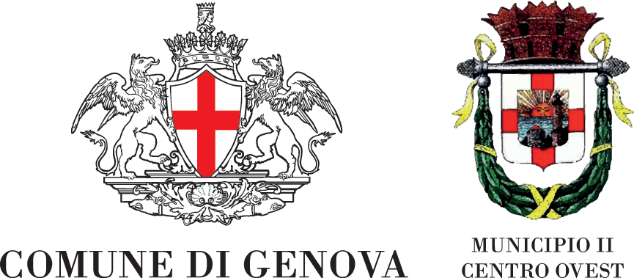 COMUNE DI GENOVA
MUNICIPIO II
CENTRO OVEST